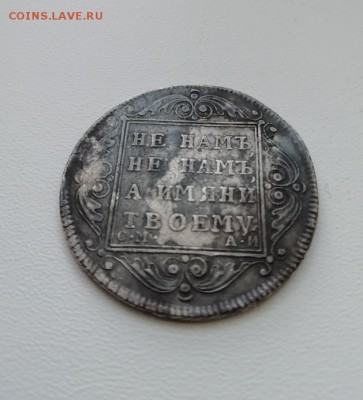 COINS.LAVE.RU
НЕ НАМЪ
НЕ НАМЪ
А ИМЯНИ
ТВОЕМУ.
А·И